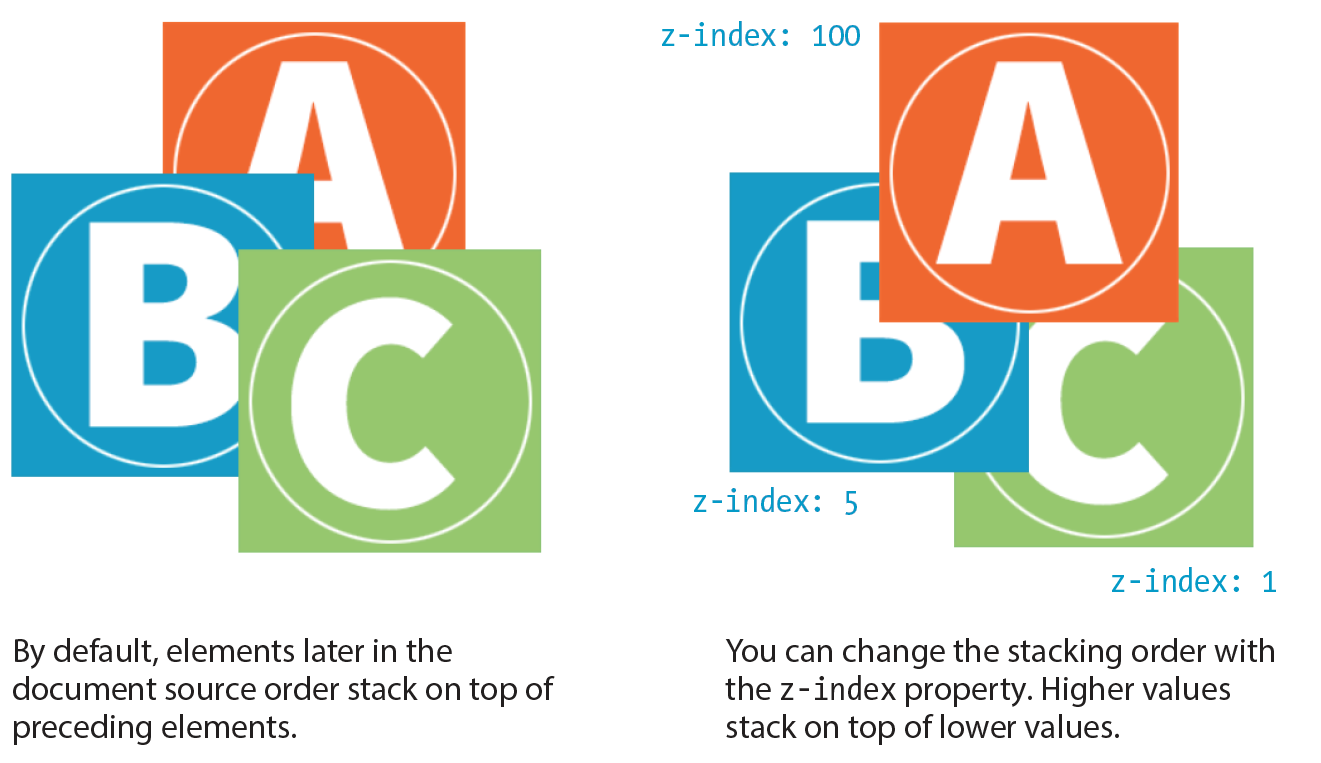 A
B
C
By default, elements later in the
document source order stack on top of
preceding elements.
z-index: 100
A
B
C
z-index: 5
z-index: 1
You can change the stacking order with
the z-index property. Higher values
stack on top of lower values.